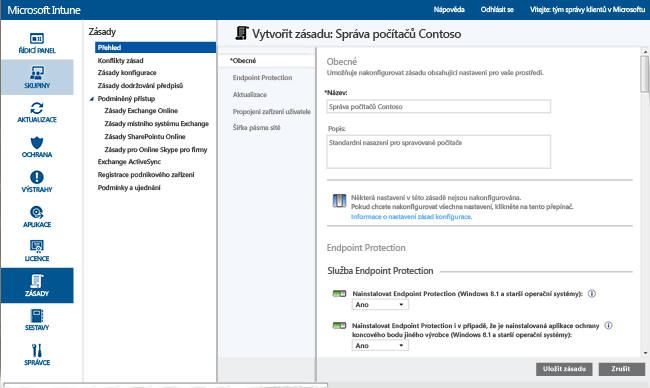 Microsoft Intune
Nápověda
Odhlásit se
Vítejte: tým správy klientů v Microsoftu
ŘÍDICÍ PANEL
SKUPINY
AKTUALIZACE
OCHRANA
VÝSTRAHY
APLIKACE
LICENCE
ZÁSADY
SESTAVY
SPRÁVCE
Zásady
Přehled
Konflikty zásad
Zásady konfigurace
Zásady dodržování předpisů
Podmíněný přístup
Zásady Exchange Online
Zásady místního systému Exchange
Zásady SharePointu Online
Zásady pro Online Skype pro firmy
Exchange ActiveSync
Registrace podnikového zařízení
Podmínky a ujednání
Vytvořit zásadu: Správa počítačů Contoso
*Obecné
Endpoint Protection
Aktualizace
Propojení zařízení uživatele
Šířka pásma sítě
Obecné
Umožňuje nakonfigurovat zásadu obsahující nastavení pro vaše prostředí.
*Název:
Správa počítačů Contoso
Popis:
Standardní nasazení pro spravované počítače
Některá nastavení v této zásadě nejsou nakonfigurována.
Pokud chcete nakonfigurovat všechna nastavení, klikněte na tento přepínač.
Informace o nastavení zásad konfigurace.
Endpoint Protection
Služba Endpoint Protection
Nainstalovat Endpoint Protection (Windows 8.1 a starší operační systémy):
Ano
Nainstalovat Endpoint Protection i v případě, že je nainstalovaná aplikace ochrany
koncového bodu jiného výrobce (Windows 8.1 a starší operační systémy):
Ano
Uložit zásadu
Zrušit